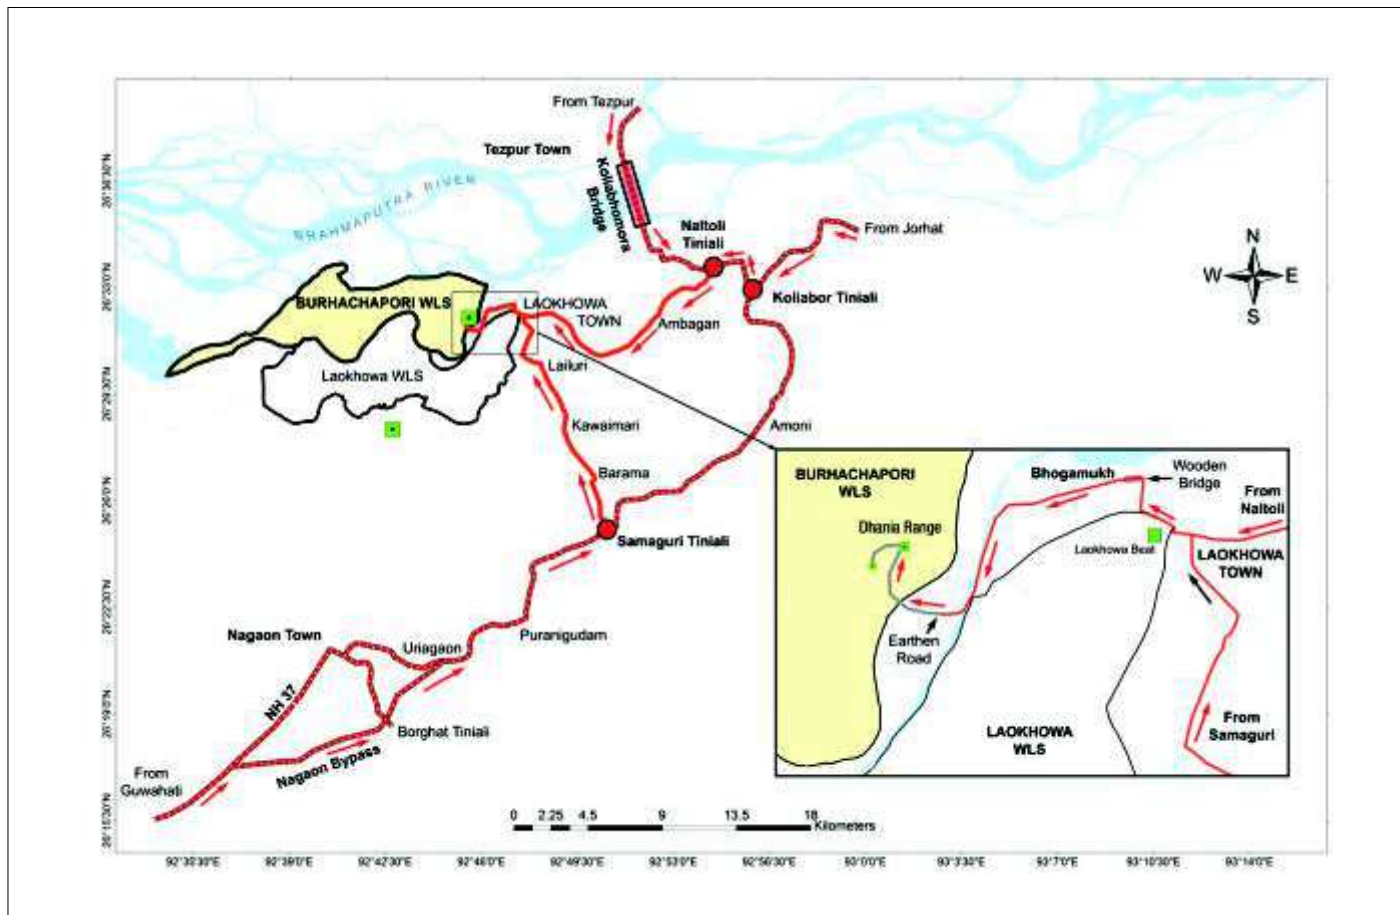 From Tezpur
Tezpur Town
Koliabhomora
Bridge
BRAHMAPUTRA RIVER
Naltoli
Tiniali
From Jorhat
N
W E
S
Koliabor Tiniali
BURHACHAPORI WLS
LAOKHOWA
TOWN
Ambagan
Lailuri
Laokhowa WLS
Kawaimari
Amoni
Barama
Samaguri Tiniali
BURHACHAPORI
WLS
Bhogamukh
Wooden
Bridge
From
Naltoli
Dhania Range
Laokhowa Beat
LAOKHOWA
TOWN
Earthen
Road
LAOKHOWA
WLS
From
Samaguri
Nagaon Town
Uriagaon
Puranigudam
NH 37
Borghat Tiniali
Nagaon Bypass
From
Guwahati
0 2.25 4.5 9 13.5 18
Kilometers
92°39'0"E 92°42'30"E 92°46'0"E 92°49'30"E 92°53'0"E 92°56'30"E 93°0'0"E 93°3'30"E 93°7'0"E 93°10'30"E 93°14'0"E